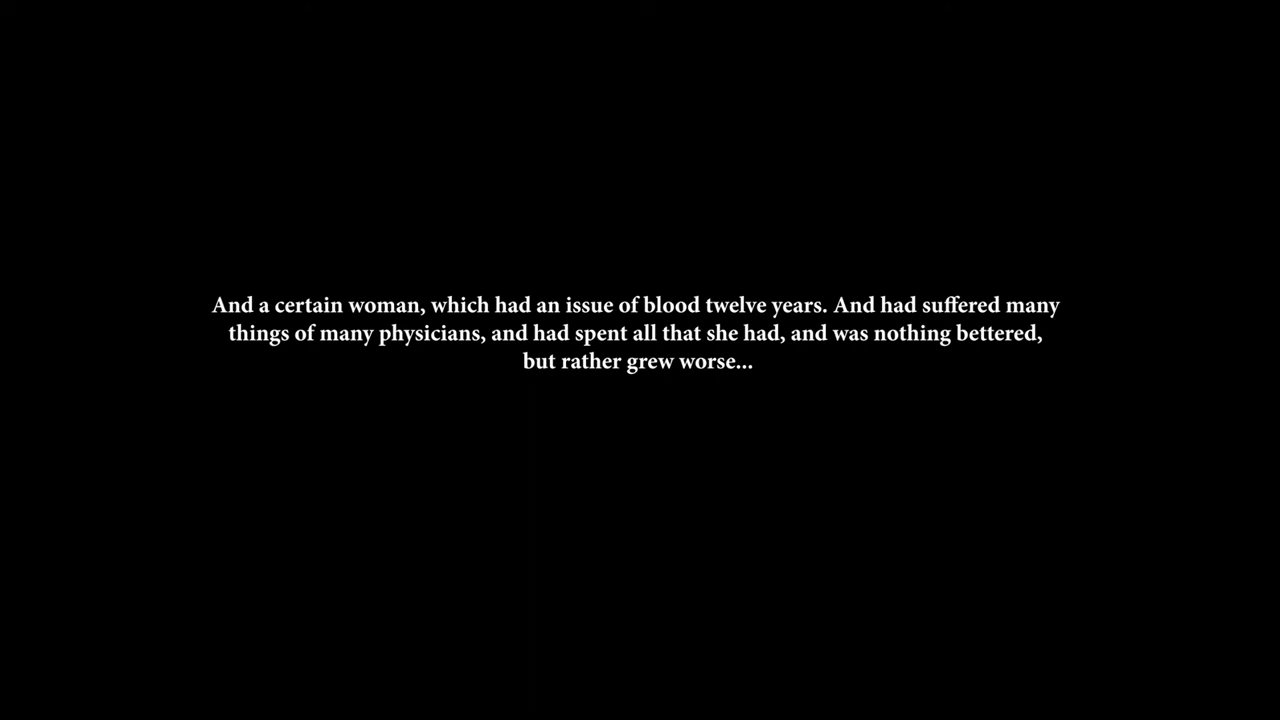 And a certain woman, which had an issue of blood twelve years. And had suffered many
things of many physicians, and had spent all that she had, and was nothing bettered,
but rather grew worse...